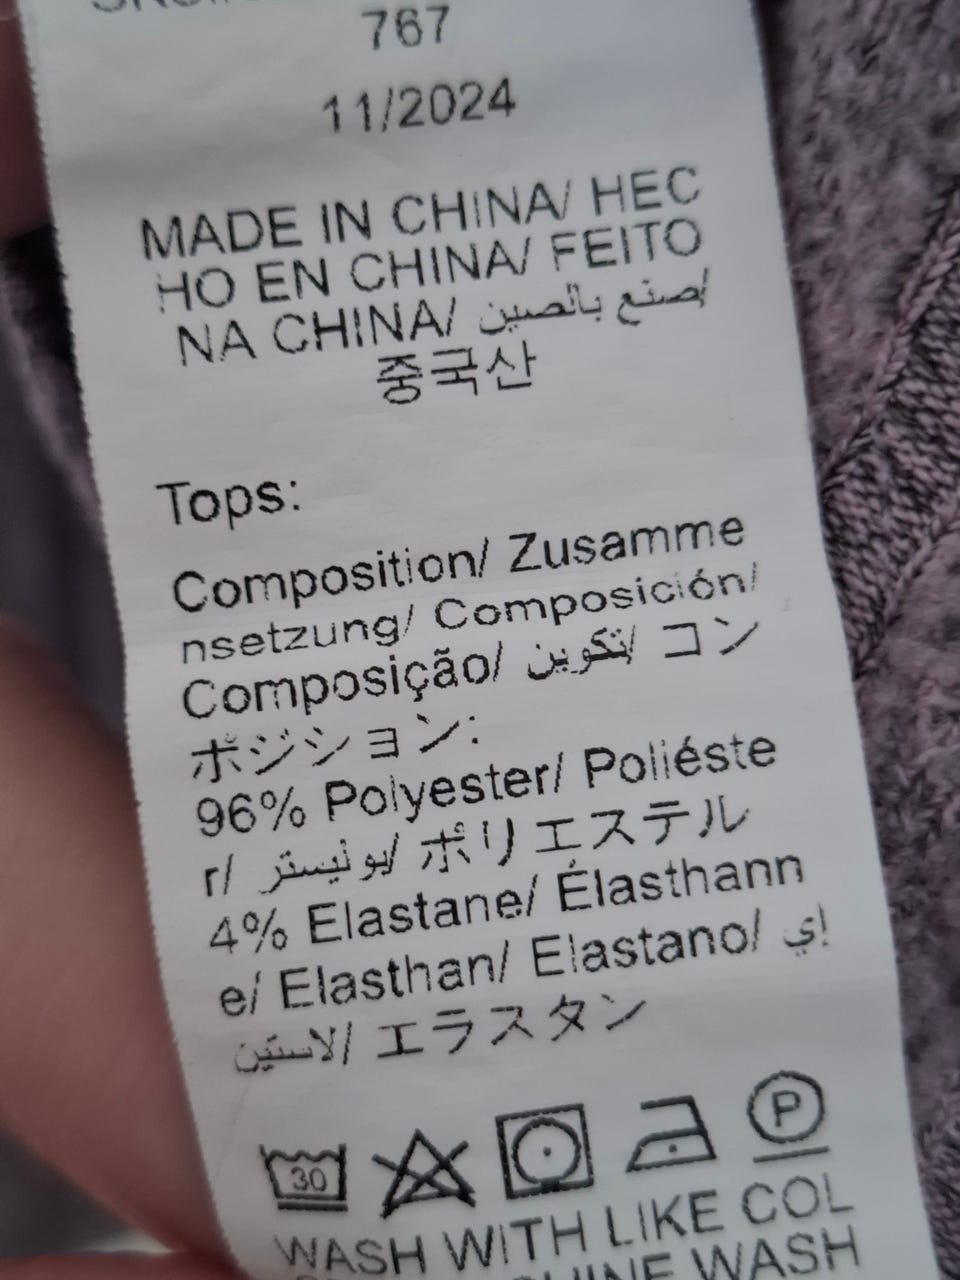 767
11/2024
MADE IN CHINA/ HEC
HO EN CHINA/ FEITO
NA CHINA/ صنع بالصين/
중국산
Tops:
Composition/ Zusamme
nsetzung/ Composición/
Composição/ تكوين/ コン
ポジション:
96% Polyester/ Poliéste
r/ بوليستر/ ポリエステル
4% Elastane/ Élasthann
e/ Elasthan/ Elastano/ إي
لاستين/ エラスタン
30
P
WASH WITH LIKE COL
WASH